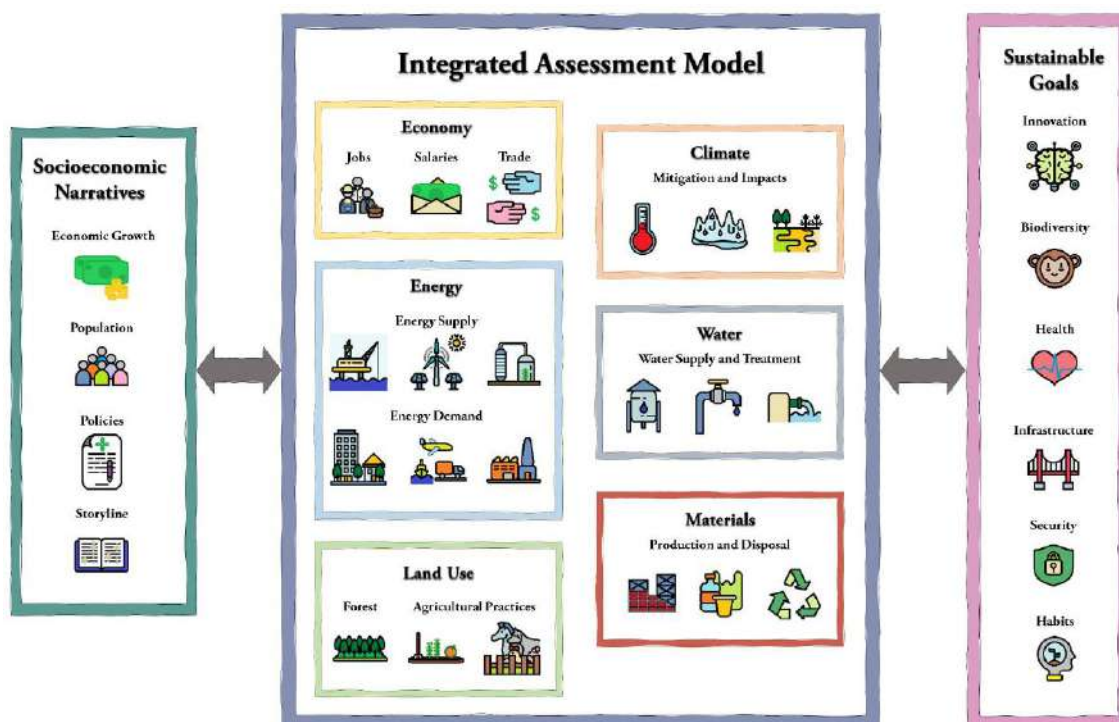 Socioeconomic
Narratives
Economic Growth
Population
Policies
Storyline
Integrated Assessment Model
Economy
Jobs Salaries Trade
$
$
Energy
Energy Supply
Energy Demand
Land Use
Forest Agricultural Practices
Climate
Mitigation and Impacts
Water
Water Supply and Treatment
Materials
Production and Disposal
Sustainable
Goals
Innovation
Biodiversity
Health
Infrastructure
Security
Habits